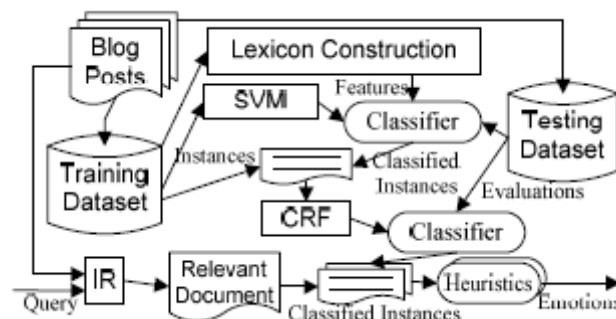 Blog
Posts
Lexicon Construction
Features
SVM
Classifier
Testing
Dataset
Training
Dataset
Instances
Classified
Instances
Evaluations
CRF
Classifier
IR
Query
Relevant
Document
Classified Instances
Heuristics
Emotions